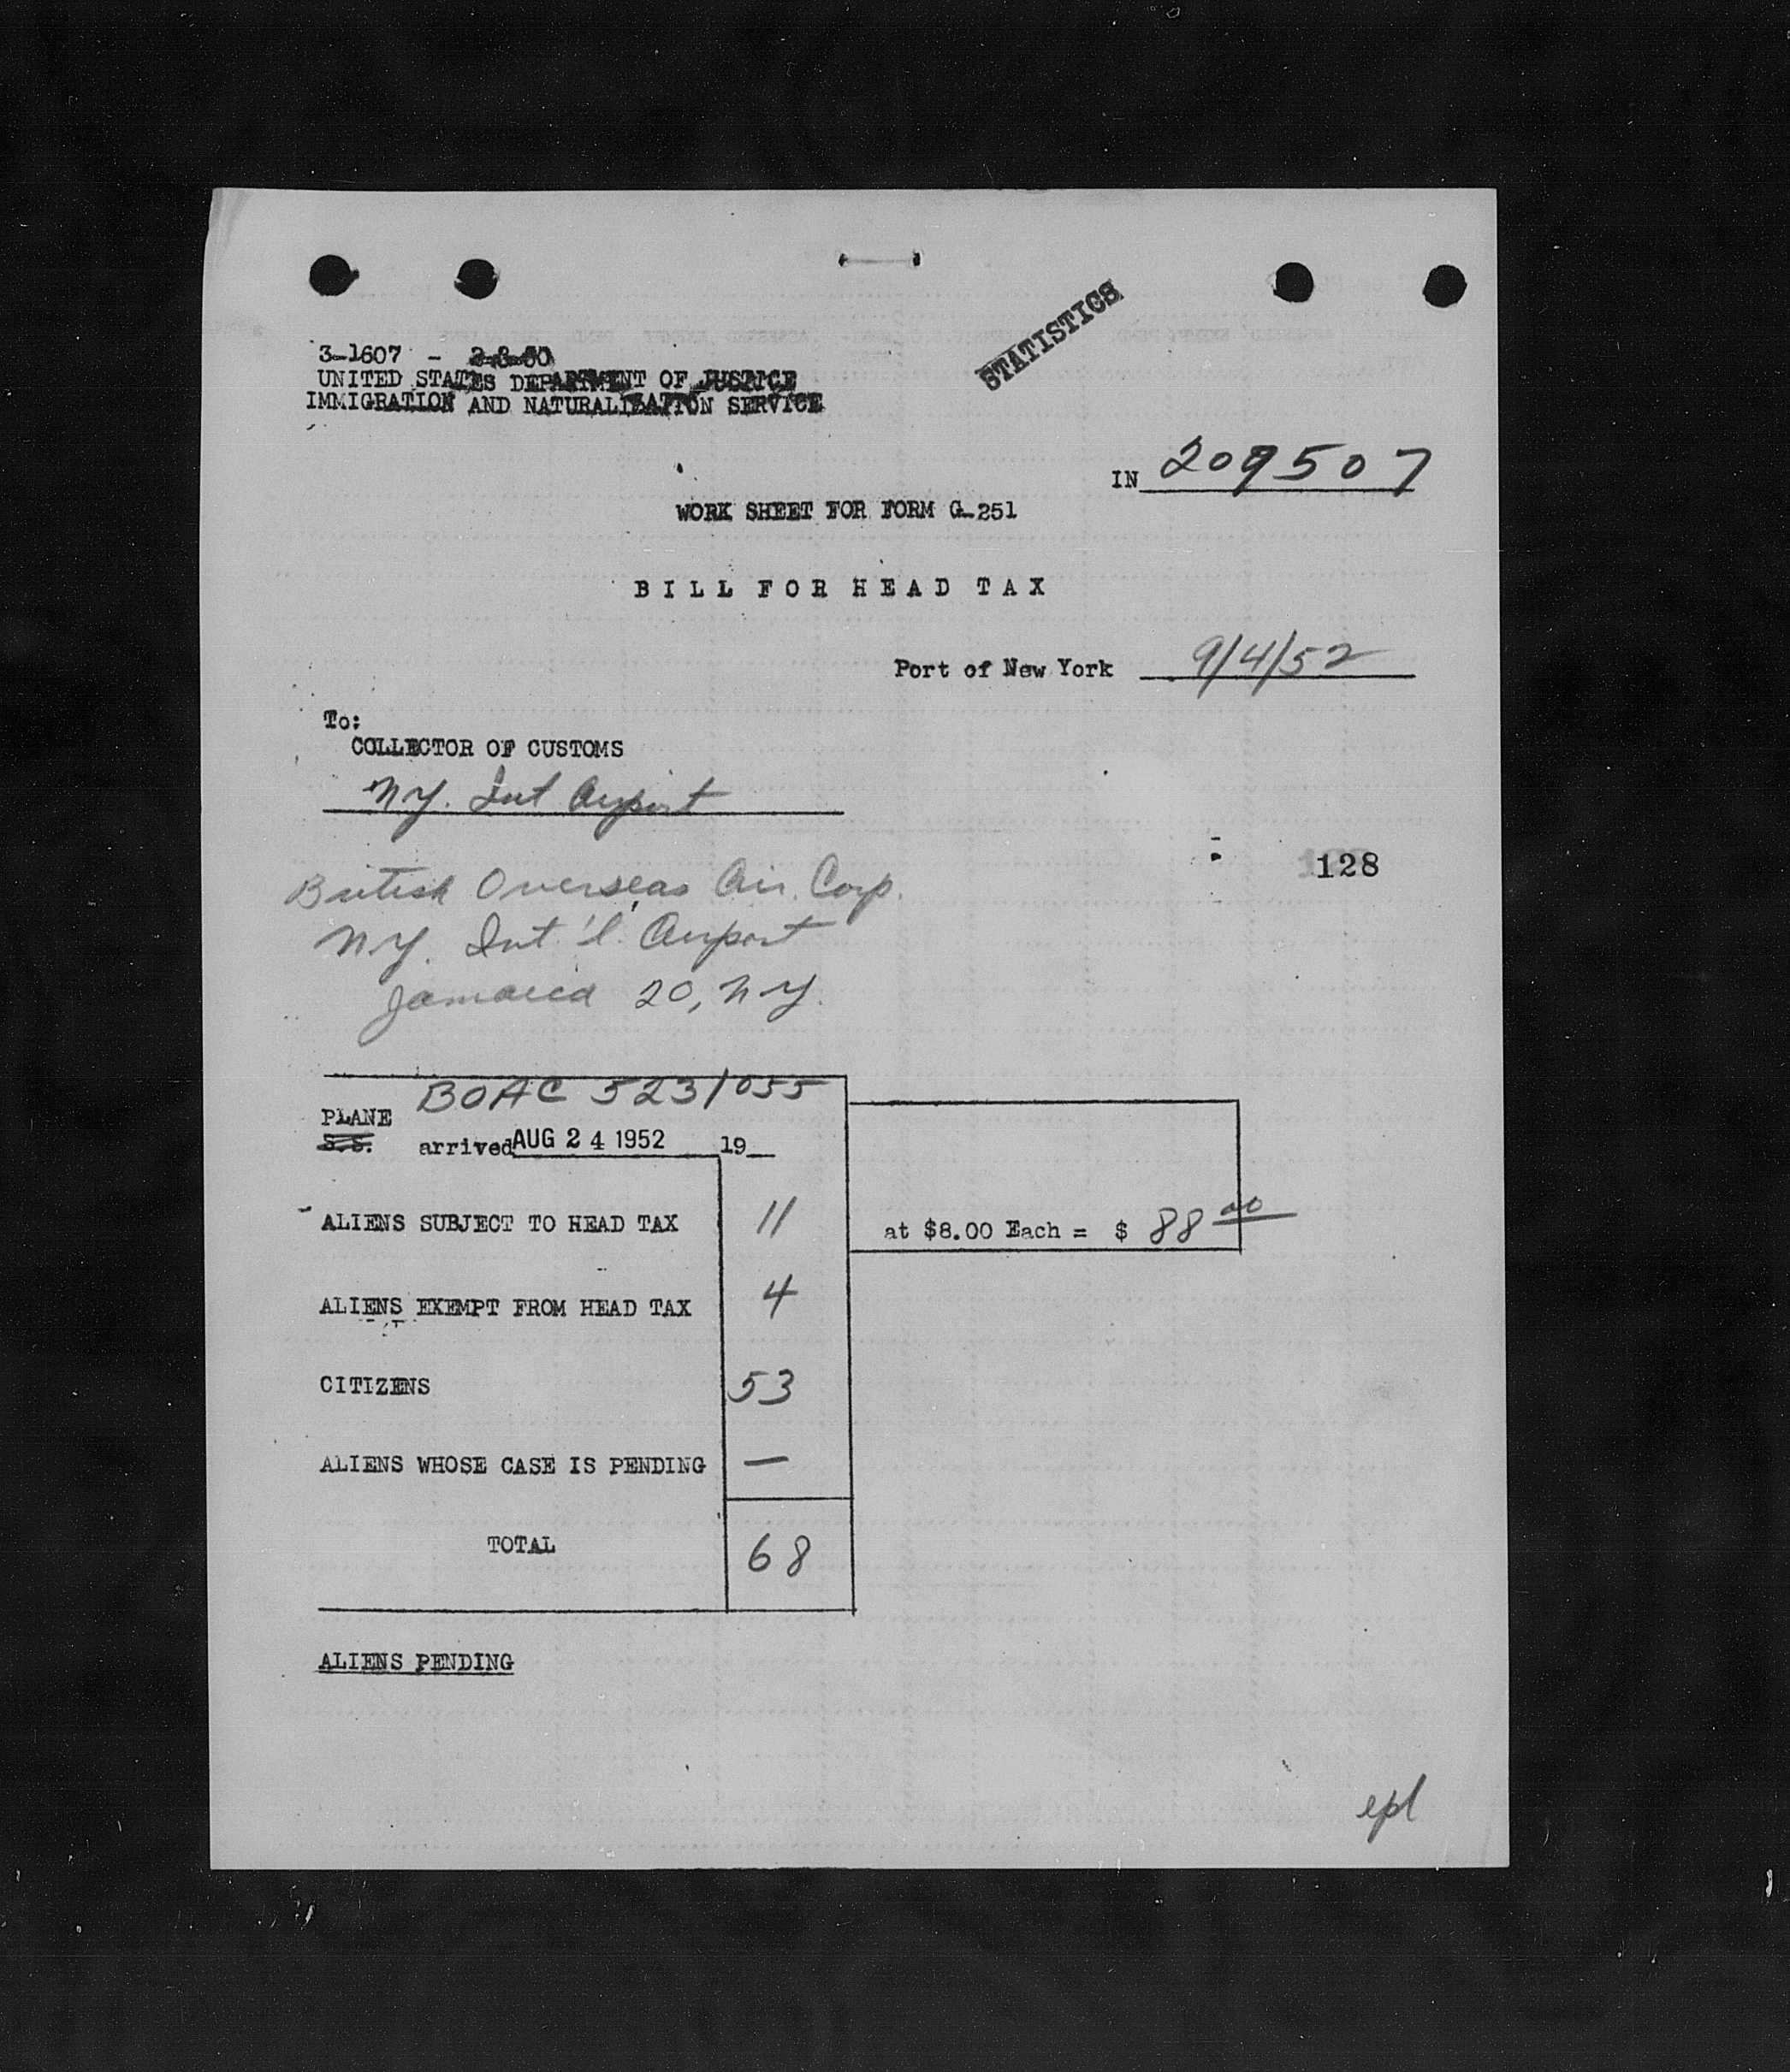 STATISTICS
3-1607 - 2-8-50
UNITED STATES DEPARTMENT OF JUSTICE
IMMIGRATION AND NATURALIZATION SERVICE
IN 209507
WORK SHEET FOR FORM G-251
BILL FOR HEAD TAX
Port of New York 9/4/52
To:
COLLECTOR OF CUSTOMS
NY. Int Airport
128
British Overseas Air. Corp.
NY. Int'l. Airport
Jamaica 20, NY.
BOAC 523/055
PLANE
S.S. arrived AUG 24 1952 19
ALIENS SUBJECT TO HEAD TAX 11 at $8.00 Each = $ 88 00
ALIENS EXEMPT FROM HEAD TAX 4
CITIZENS 53
ALIENS WHOSE CASE IS PENDING —
TOTAL 68
ALIENS PENDING
epl